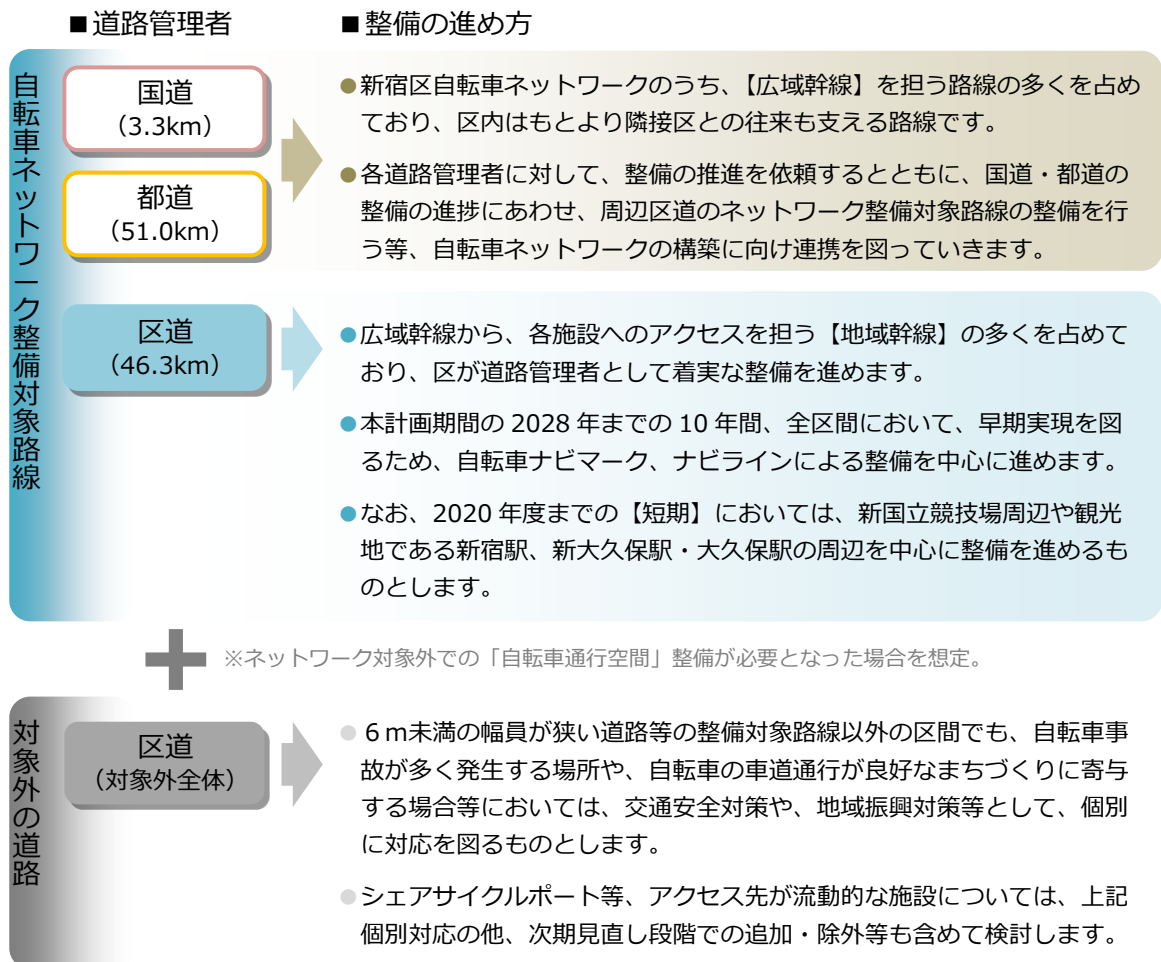 ■道路管理者
■整備の進め方
自転車ネットワーク整備対象路線
国道
（3.3km）
都道
（51.0km）
●新宿区自転車ネットワークのうち、【広域幹線】を担う路線の多くを占め
ており、区内はもとより隣接区との往来も支える路線です。
●各道路管理者に対して、整備の推進を依頼するとともに、国道・都道の
整備の進捗にあわせ、周辺区道のネットワーク整備対象路線の整備を行
う等、自転車ネットワークの構築に向け連携を図っていきます。
区道
（46.3km）
●広域幹線から、各施設へのアクセスを担う【地域幹線】の多くを占めて
おり、区が道路管理者として着実な整備を進めます。
●本計画期間の 2028 年までの 10 年間、全区間において、早期実現を図
るため、自転車ナビマーク、ナビラインによる整備を中心に進めます。
●なお、2020 年度までの【短期】においては、新国立競技場周辺や観光
地である新宿駅、新大久保駅・大久保駅の周辺を中心に整備を進めるも
のとします。
※ネットワーク対象外での「自転車通行空間」整備が必要となった場合を想定。
対象外の道路
区道
（対象外全体）
●６ｍ未満の幅員が狭い道路等の整備対象路線以外の区間でも、自転車事
故が多く発生する場所や、自転車の車道通行が良好なまちづくりに寄与
する場合等においては、交通安全対策や、地域振興対策等として、個別
に対応を図るものとします。
●シェアサイクルポート等、アクセス先が流動的な施設については、上記
個別対応の他、次期見直し段階での追加・除外等も含めて検討します。